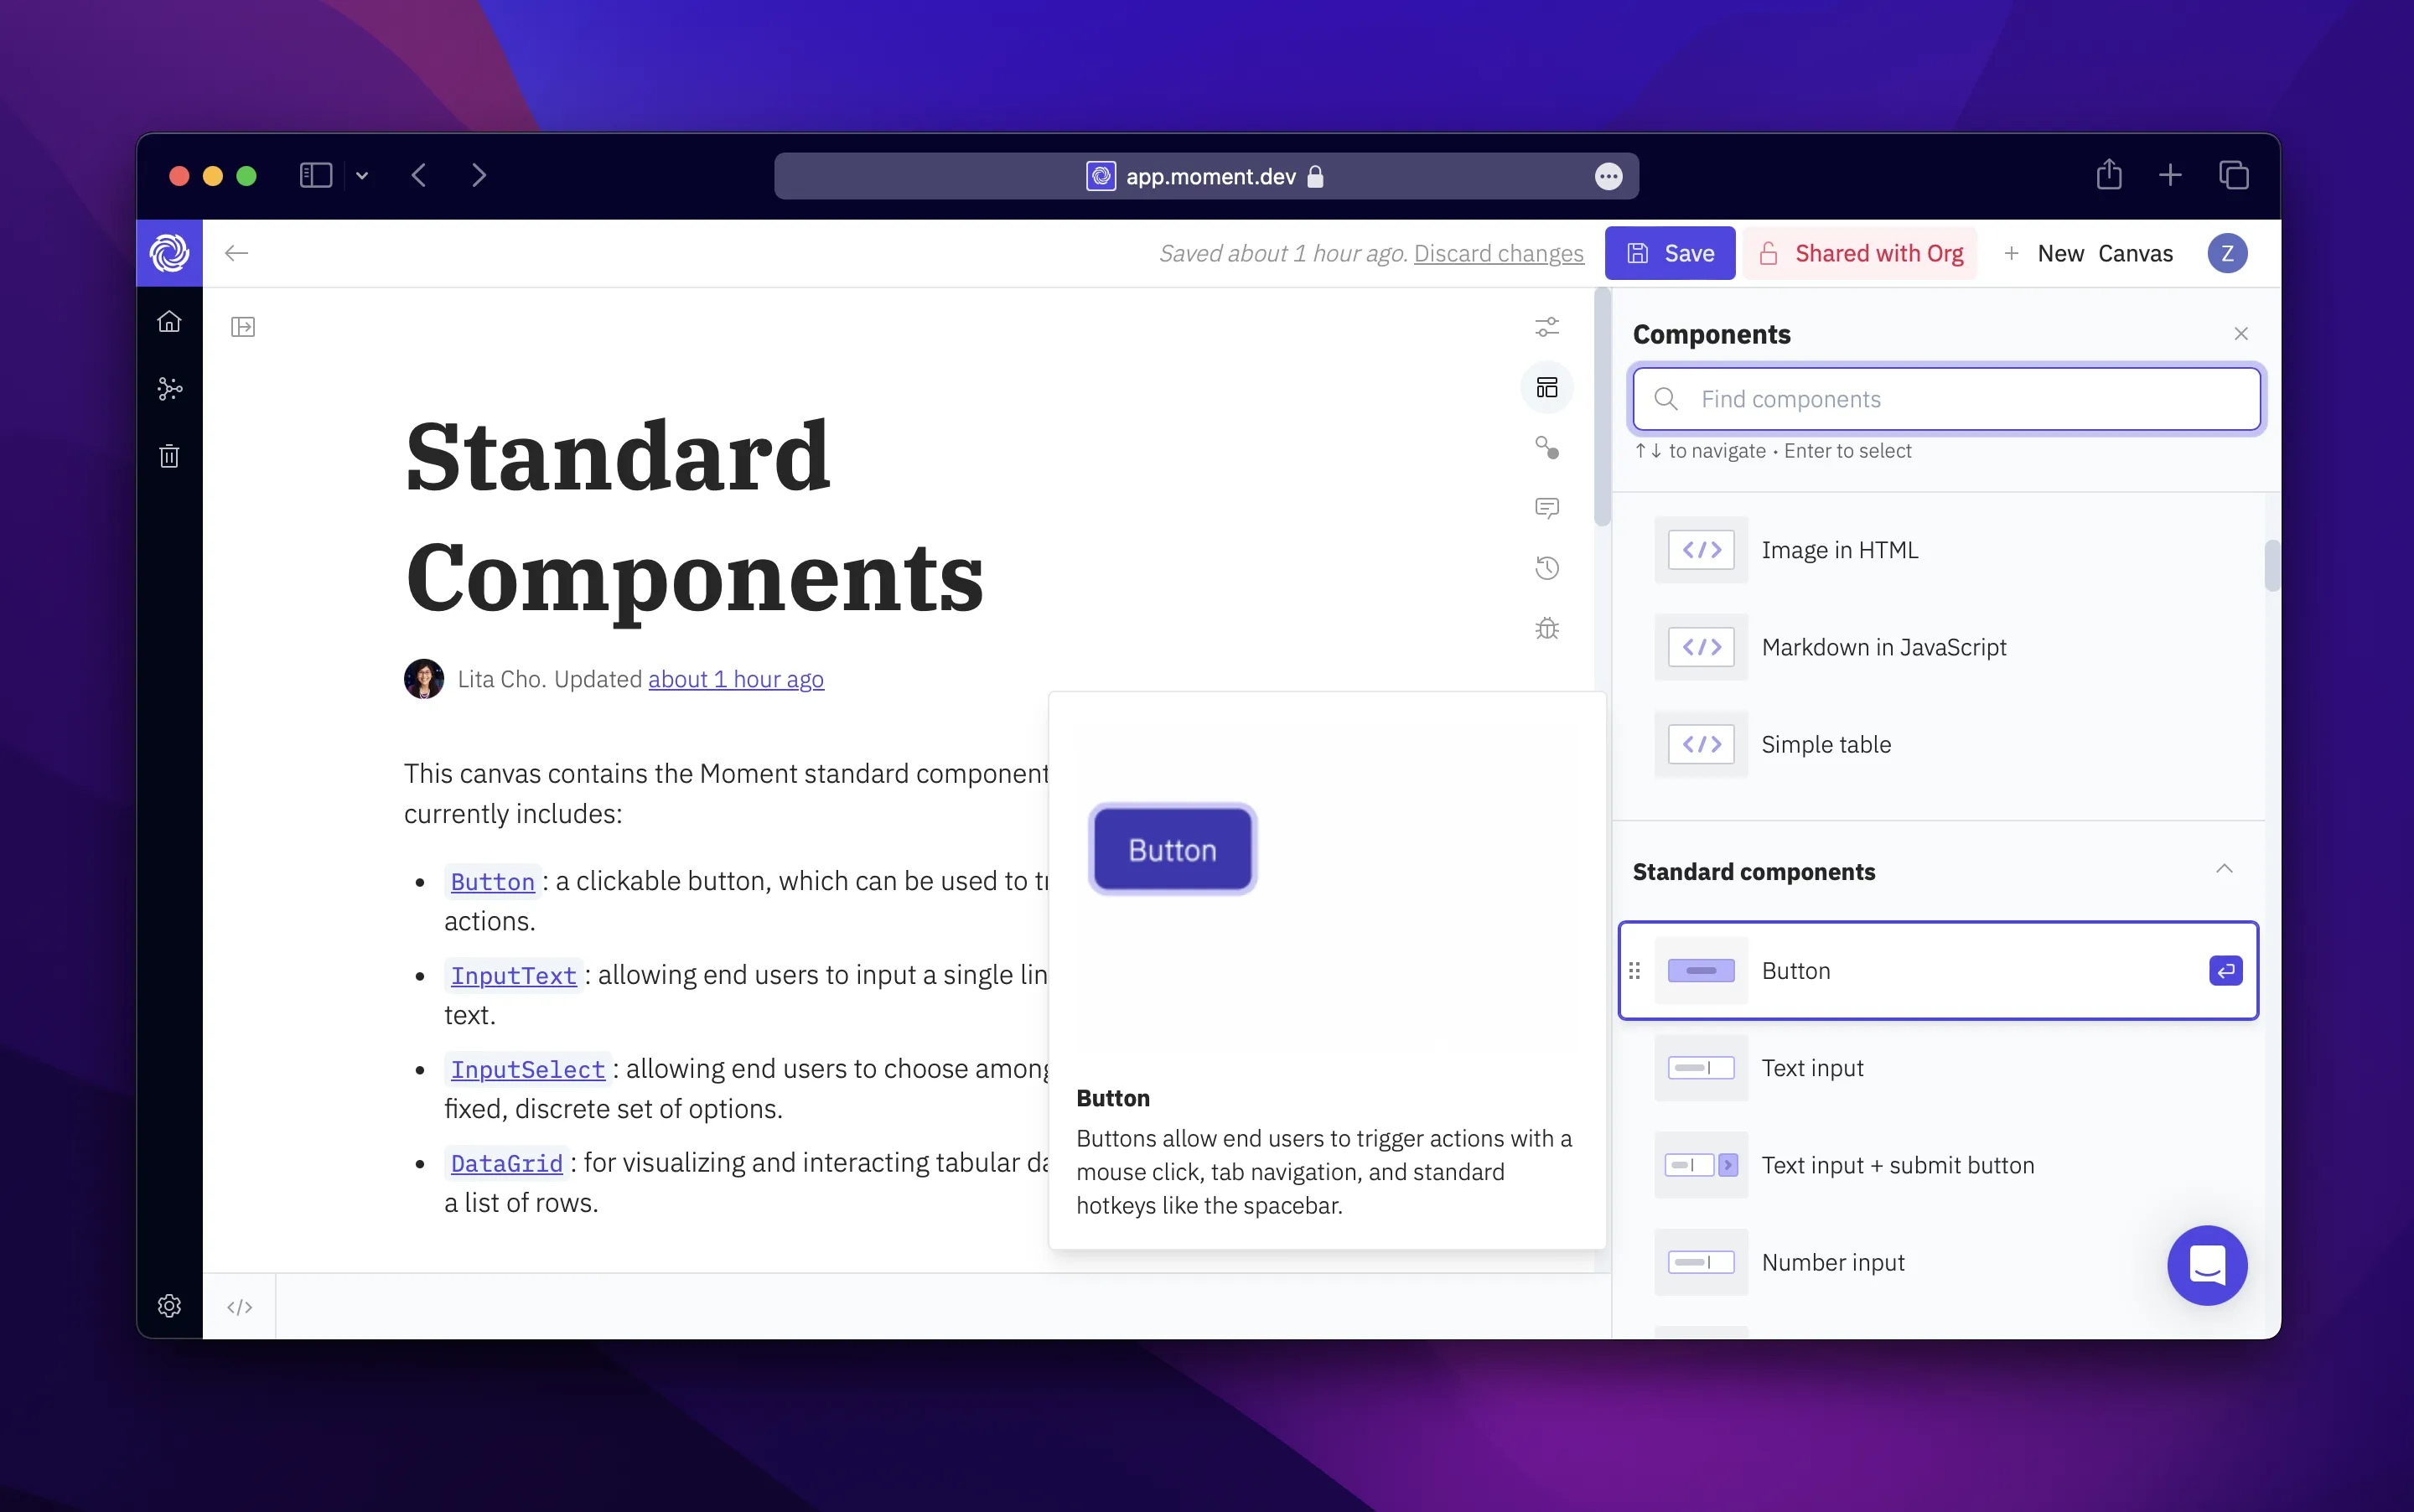 app.moment.dev
Saved about 1 hour ago. Discard changes
Save
Shared with Org
+ New Canvas
Z
Standard
Components
Lita Cho. Updated about 1 hour ago
This canvas contains the Moment standard component
currently includes:
• Button: a clickable button, which can be used to
actions.
• InputText: allowing end users to input a single
text.
• InputSelect: allowing end users to choose among
fixed, discrete set of options.
• DataGrid: for visualizing and interacting tabular
a list of rows.
Button
Button
Buttons allow end users to trigger actions with a
mouse click, tab navigation, and standard
hotkeys like the spacebar.
Components
Find components
↑↓ to navigate • Enter to select
</> Image in HTML
</> Markdown in JavaScript
</> Simple table
Standard components
Button
Text input
Text input + submit button
Number input
</>